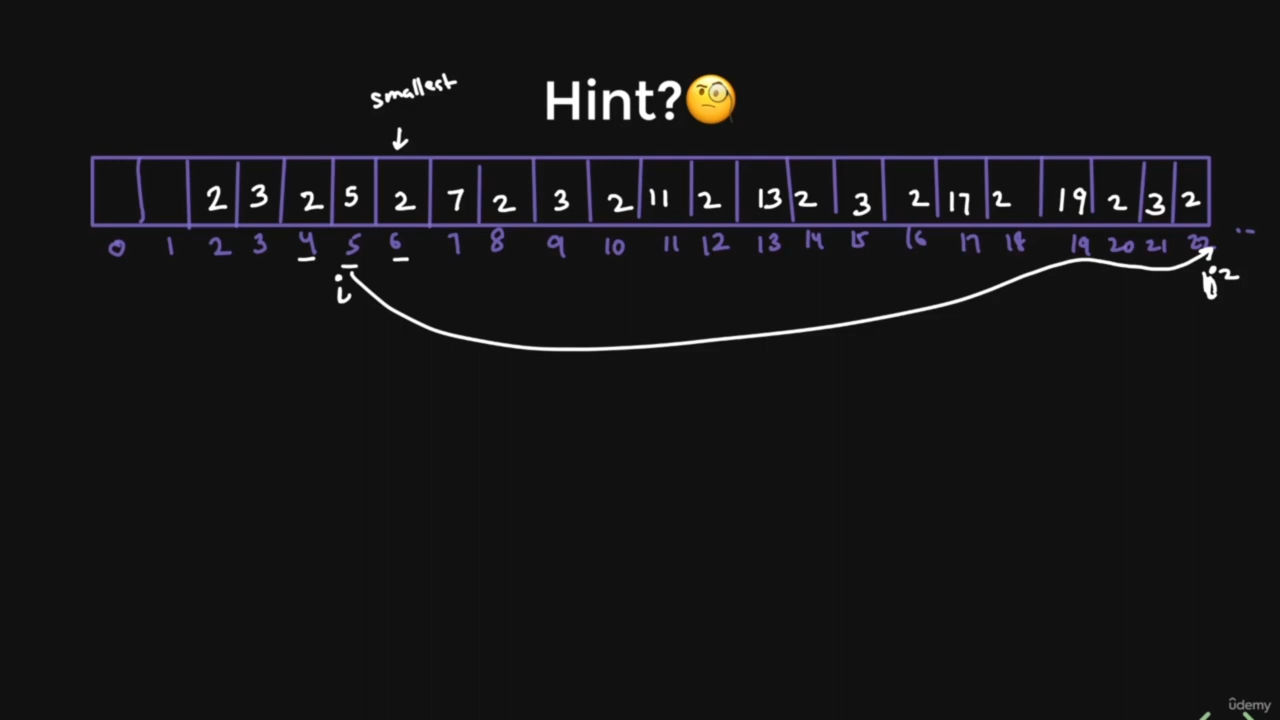 smallest
Hint?🧐
2 3 2 5 2 7 2 3 2 11 2 13 2 3 2 17 2 19 2 3 2
0 1 2 3 4 5 6 7 8 9 10 11 12 13 14 15 16 17 18 19 20 21 22 ..
i
ûdemy